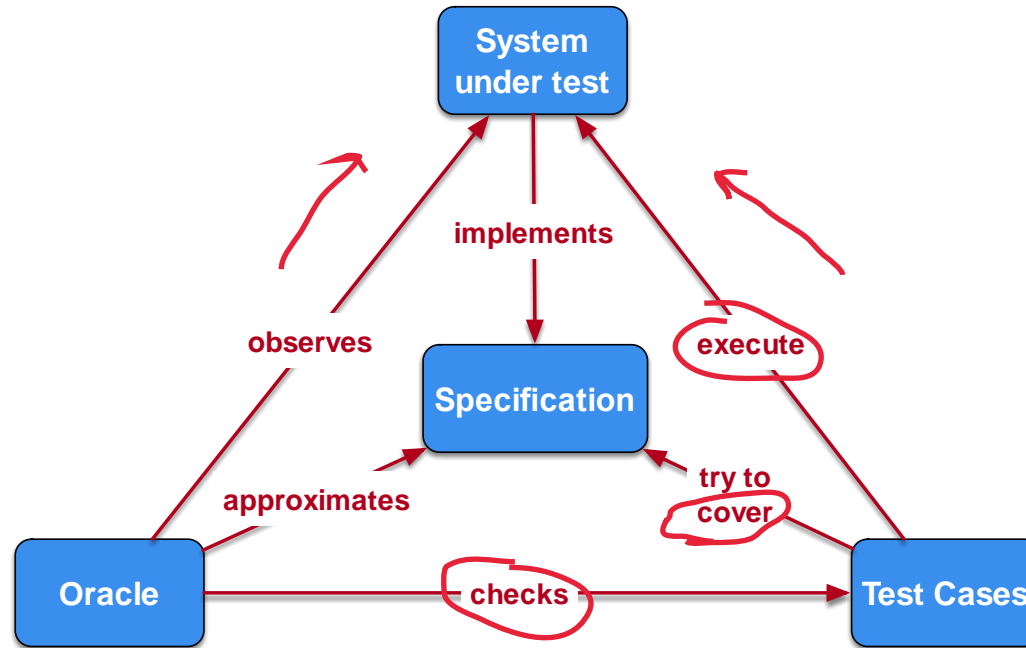 System
under test
implements
observes
execute
Specification
try to
cover
approximates
Oracle
checks
Test Cases